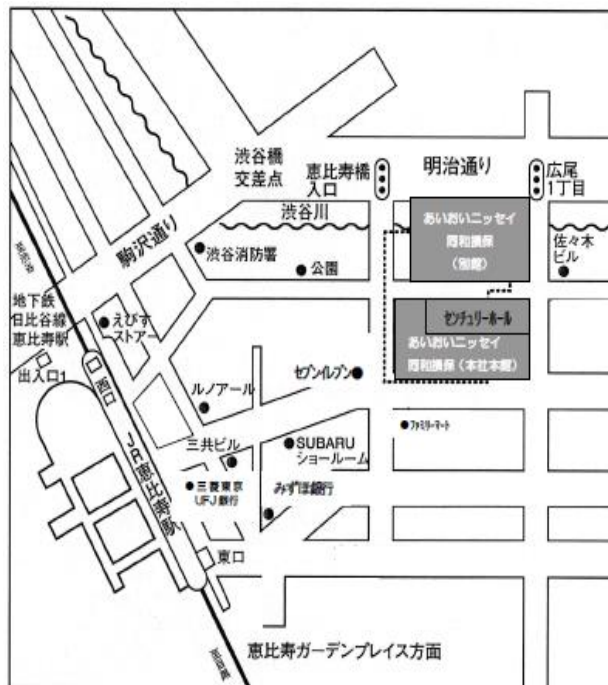 渋谷橋
交差点
恵比寿橋
入口
明治通り
広尾
1丁目
渋谷川
駒沢通り
渋谷消防署
公園
あいおいニッセイ
同和損保
（別館）
佐々木
ビル
地下鉄
日比谷線
恵比寿駅
出入口1
えびす
ストアー
センチュリーホール
あいおいニッセイ
同和損保（本社本館）
西口
JR恵比寿駅
ルノアール
セブンイレブン
ファミリーマート
三共ビル
SUBARU
ショールーム
三菱東京
UFJ銀行
みずほ銀行
東口
恵比寿ガーデンプレイス方面